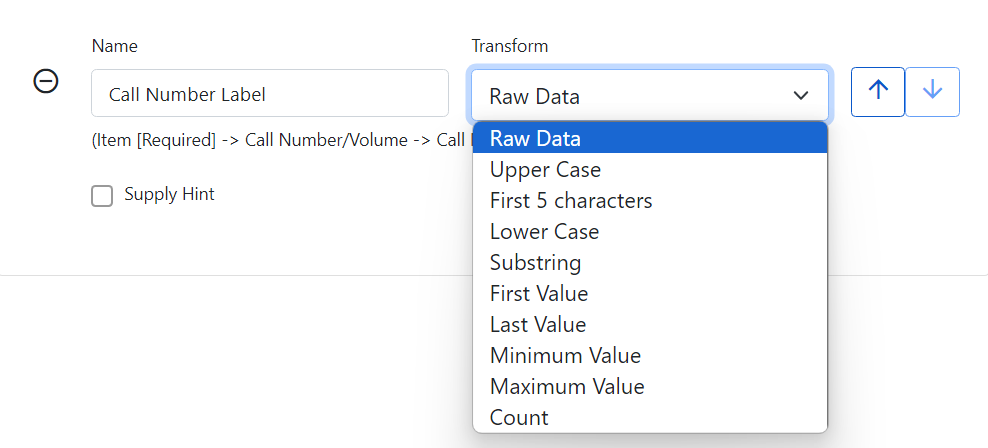 Name
Transform
Call Number Label
Raw Data
(Item [Required] -> Call Number/Volume -> Call
Raw Data
Upper Case
First 5 characters
Lower Case
Substring
First Value
Last Value
Minimum Value
Maximum Value
Count
Supply Hint